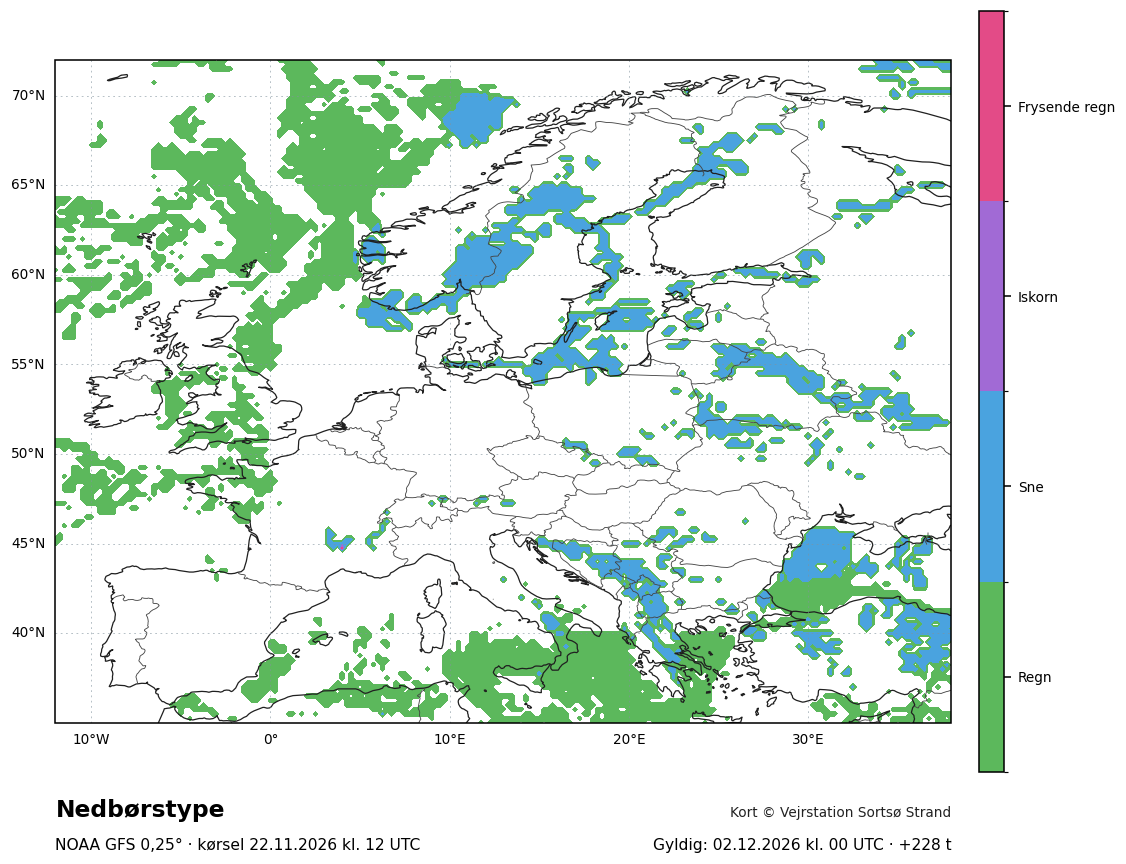 70°N
65°N
60°N
55°N
50°N
45°N
40°N
10°W
0°
10°E
20°E
30°E
Frysende regn
Iskorn
Sne
Regn
Nedbørstype
Kort © Vejrstation Sortsø Strand
NOAA GFS 0,25° · kørsel 22.11.2026 kl. 12 UTC
Gyldig: 02.12.2026 kl. 00 UTC · +228 t